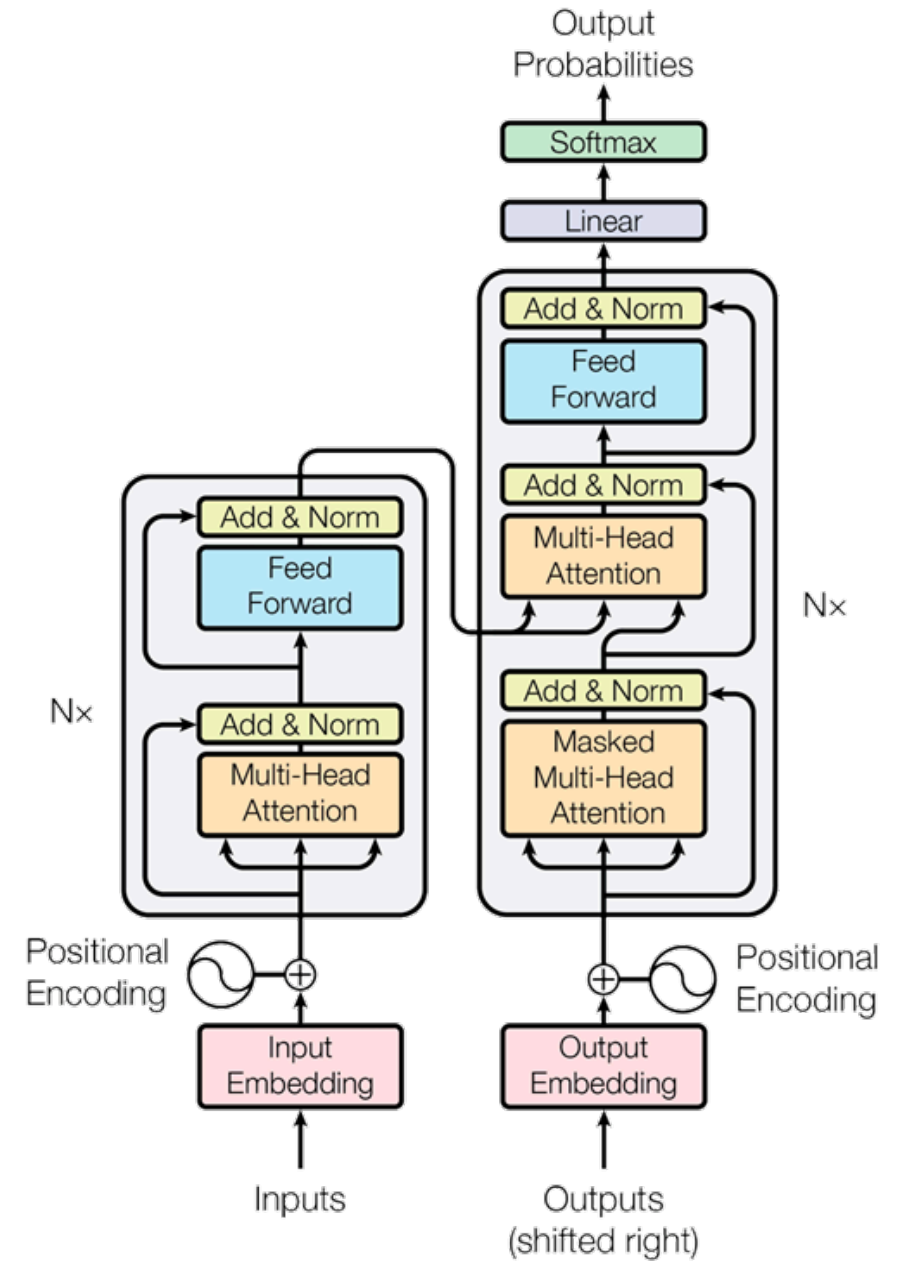 Output
Probabilities
Softmax
Linear
Add & Norm
Feed
Forward
Add & Norm
Multi-Head
Attention
Add & Norm
Masked
Multi-Head
Attention
Nx
Add & Norm
Feed
Forward
Add & Norm
Multi-Head
Attention
Nx
Positional
Encoding
Positional
Encoding
Input
Embedding
Output
Embedding
Inputs
Outputs
(shifted right)